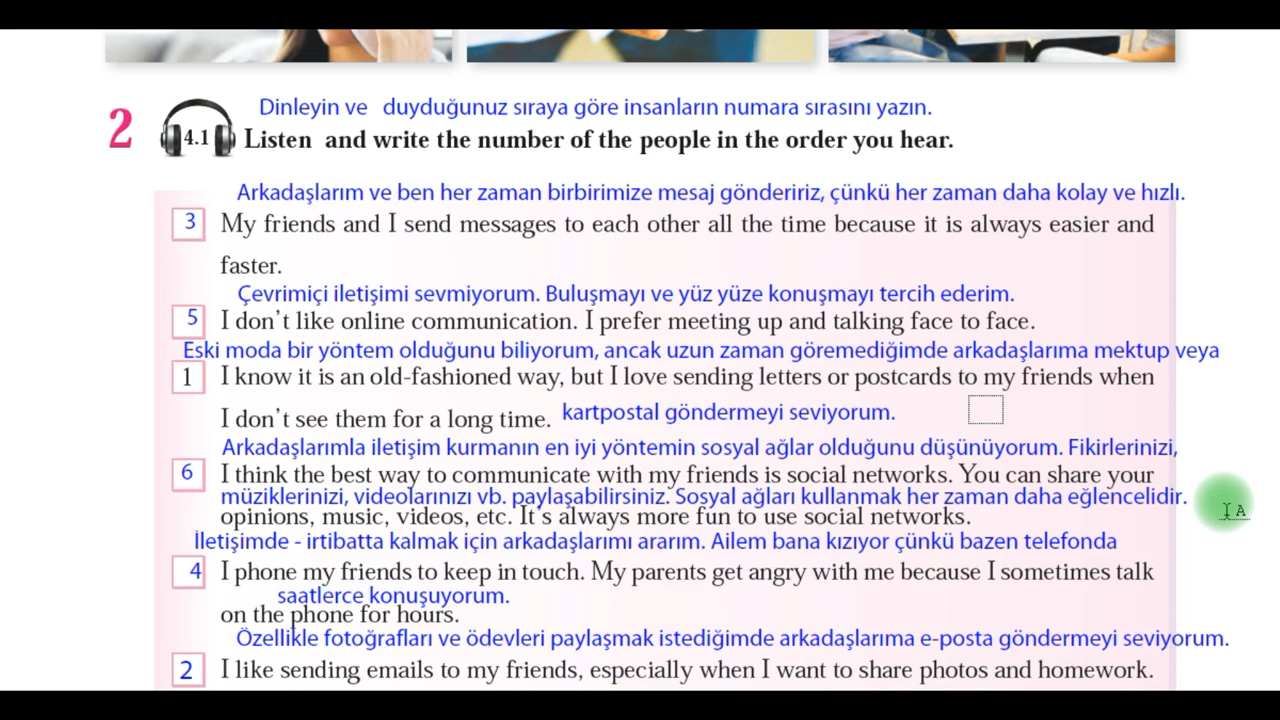 Dinleyin ve duyduğunuz sıraya göre insanların numara sırasını yazın.
2 4.1 Listen and write the number of the people in the order you hear.
Arkadaşlarım ve ben her zaman birbirimize mesaj göndeririz, çünkü her zaman daha kolay ve hızlı.
3 My friends and I send messages to each other all the time because it is always easier and
faster.
Çevrimiçi iletişimi sevmiyorum. Buluşmayı ve yüz yüze konuşmayı tercih ederim.
5 I don't like online communication. I prefer meeting up and talking face to face.
Eski moda bir yöntem olduğunu biliyorum, ancak uzun zaman göremediğimde arkadaşlarıma mektup veya
1 I know it is an old-fashioned way, but I love sending letters or postcards to my friends when
I don't see them for a long time. kartpostal göndermeyi seviyorum.
Arkadaşlarımla iletişim kurmanın en iyi yöntemin sosyal ağlar olduğunu düşünüyorum. Fikirlerinizi,
6 I think the best way to communicate with my friends is social networks. You can share your
müziklerinizi, videolarınızı vb. paylaşabilirsiniz. Sosyal ağları kullanmak her zaman daha eğlencelidir.
opinions, music, videos, etc. It's always more fun to use social networks.
İletişimde - irtibatta kalmak için arkadaşlarımı ararım. Ailem bana kızıyor çünkü bazen telefonda
4 I phone my friends to keep in touch. My parents get angry with me because I sometimes talk
saatlerce konuşuyorum.
on the phone for hours.
Özellikle fotoğrafları ve ödevleri paylaşmak istediğimde arkadaşlarıma e-posta göndermeyi seviyorum.
2 I like sending emails to my friends, especially when I want to share photos and homework.
A